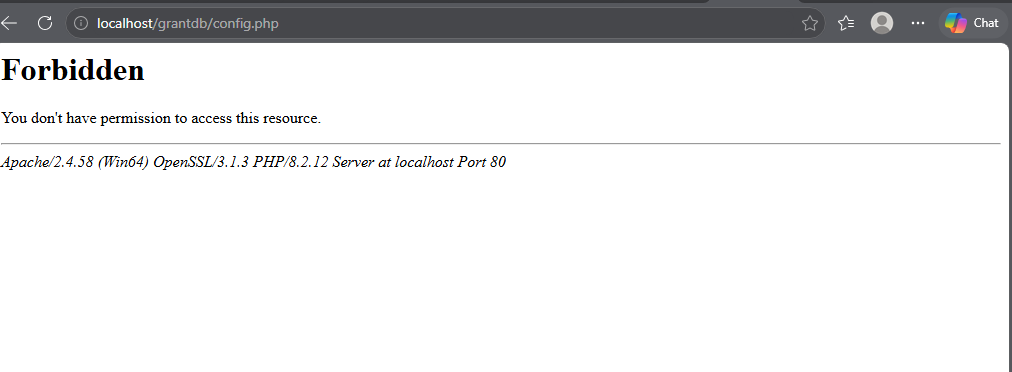 localhost/grantdb/config.php
Chat
Forbidden
You don't have permission to access this resource.
Apache/2.4.58 (Win64) OpenSSL/3.1.3 PHP/8.2.12 Server at localhost Port 80